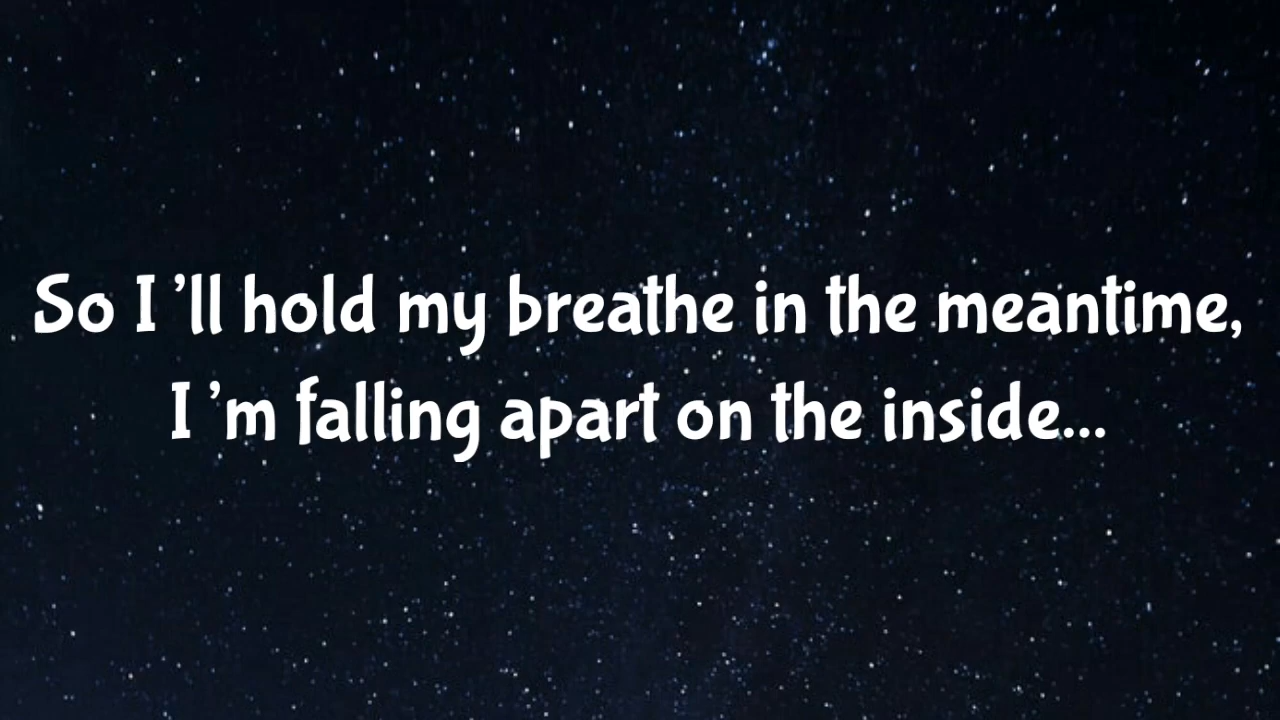 So I 'll hold my breathe in the meantime,
I 'm falling apart on the inside...